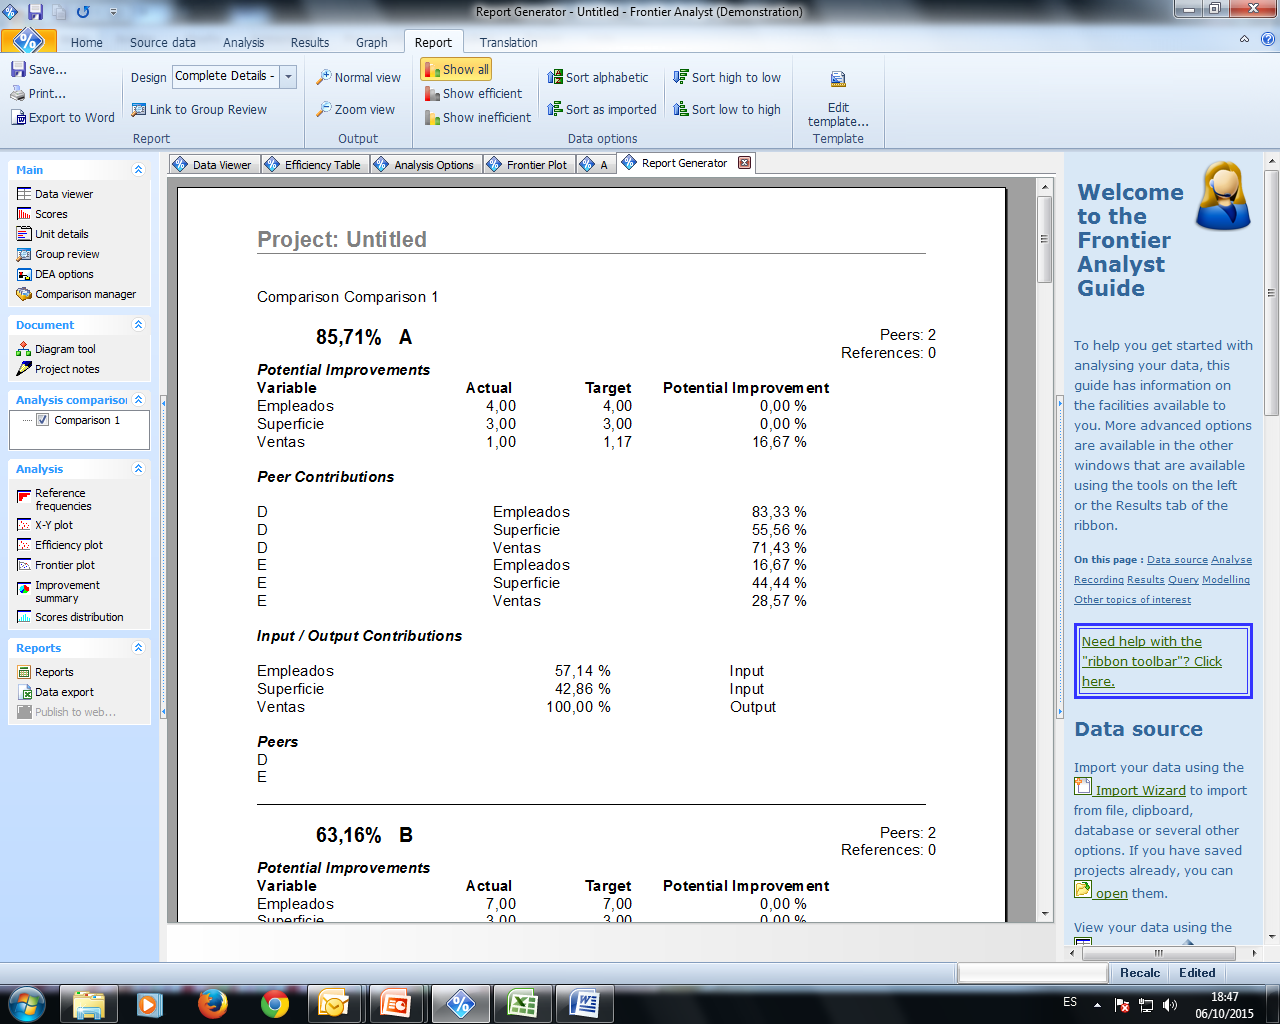 Report Generator - Untitled - Frontier Analyst (Demonstration)
Home Source data Analysis Results Graph Report Translation
Save...
Print...
Export to Word
Design Complete Details -
Link to Group Review
Report
Normal view
Zoom view
Output
Show all
Show efficient
Show inefficient
Sort alphabetic
Sort as imported
Sort high to low
Sort low to high
Data options
Edit
template...
Template
Main
Data viewer
Scores
Unit details
Group review
DEA options
Comparison manager
Document
Diagram tool
Project notes
Analysis comparisor
Comparison 1
Analysis
Reference
frequencies
X-Y plot
Efficiency plot
Frontier plot
Improvement
summary
Scores distribution
Reports
Reports
Data export
Publish to web...
Data Viewer Efficiency Table Analysis Options Frontier Plot A Report Generator
Project: Untitled
Comparison Comparison 1
85,71% A Peers: 2
References: 0
Potential Improvements
Variable Actual Target Potential Improvement
Empleados 4,00 4,00 0,00 %
Superficie 3,00 3,00 0,00 %
Ventas 1,00 1,17 16,67 %
Peer Contributions
D Empleados 83,33 %
D Superficie 55,56 %
D Ventas 71,43 %
E Empleados 16,67 %
E Superficie 44,44 %
E Ventas 28,57 %
Input / Output Contributions
Empleados 57,14 % Input
Superficie 42,86 % Input
Ventas 100,00 % Output
Peers
D
E
63,16% B Peers: 2
References: 0
Potential Improvements
Variable Actual Target Potential Improvement
Empleados 7,00 7,00 0,00 %
Superficie 3,00 3,00 0,00 %
Welcome
to the
Frontier
Analyst
Guide
To help you get started with
analysing your data, this
guide has information on
the facilities available to
you. More advanced options
are available in the other
windows that are available
using the tools on the left
or the Results tab of the
ribbon.
On this page : Data source Analyse
Recording Results Query Modelling
Other topics of interest
Need help with the
"ribbon toolbar"? Click
here.
Data source
Import your data using the
Import Wizard to import
from file, clipboard,
database or several other
options. If you have saved
projects already, you can
open them.
View your data using the
Recalc Edited
ES
18:47
06/10/2015